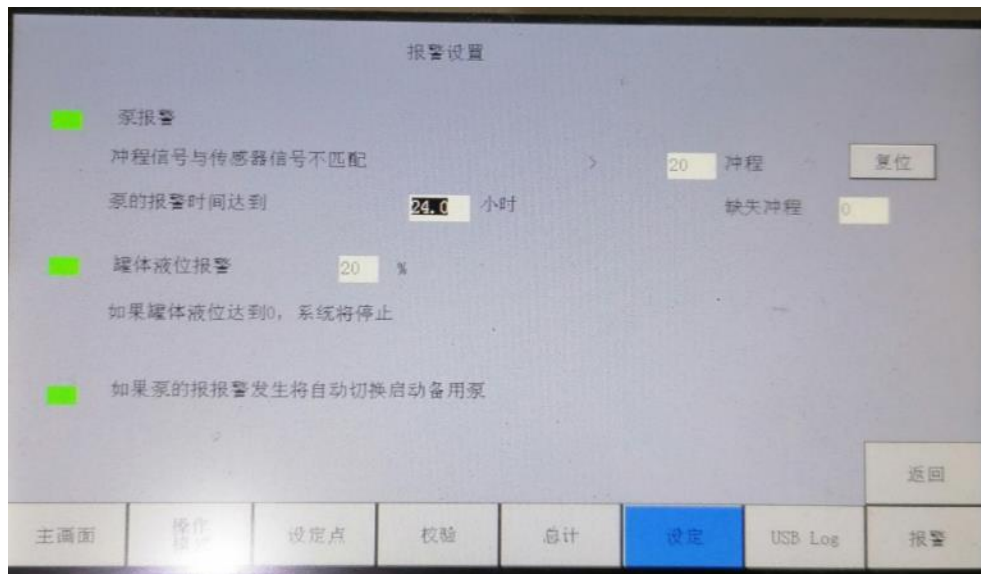 报警设置
泵报警
冲程信号与传感器信号不匹配 > 20 冲程 复位
泵的报警时间达到 24.0 小时 缺失冲程 0
罐体液位报警 20 %
如果罐体液位达到0，系统将停止
如果泵的报报警发生将自动切换启动备用泵
返回
主画面 操作 设定点 校验 总计 设定 USB Log 报警